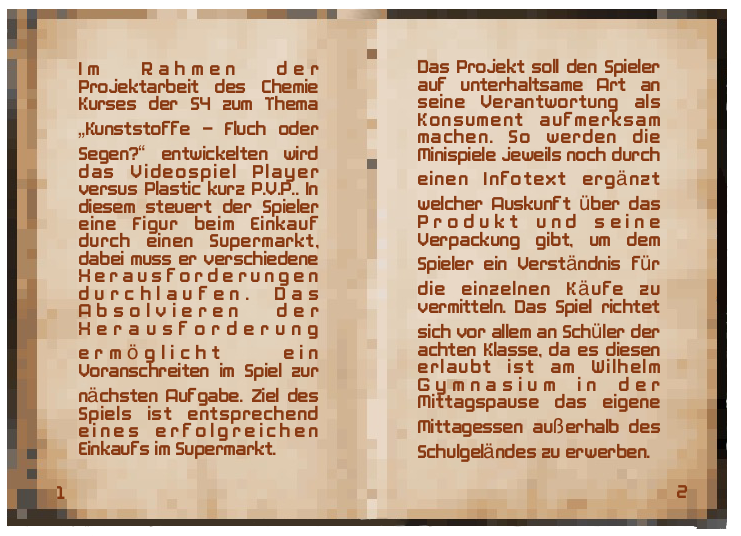 Im Rahmen der
Projektarbeit des Chemie
Kurses der S4 zum Thema
„Kunststoffe – Fluch oder
Segen?“ entwickelten wird
das Videospiel Player
versus Plastic kurz P.V.P.. In
diesem steuert der Spieler
eine Figur beim Einkauf
durch einen Supermarkt,
dabei muss er verschiedene
Herausforderungen
durchlaufen. Das
Absolvieren der
Herausforderung
ermöglicht ein
Voranschreiten im Spiel zur
nächsten Aufgabe. Ziel des
Spiels ist entsprechend
eines erfolgreichen
Einkaufs im Supermarkt.
1
Das Projekt soll den Spieler
auf unterhaltsame Art an
seine Verantwortung als
Konsument aufmerksam
machen. So werden die
Minispiele jeweils noch durch
einen Infotext ergänzt
welcher Auskunft über das
Produkt und seine
Verpackung gibt, um dem
Spieler ein Verständnis für
die einzelnen Käufe zu
vermitteln. Das Spiel richtet
sich vor allem an Schüler der
achten Klasse, da es diesen
erlaubt ist am Wilhelm
Gymnasium in der
Mittagspause das eigene
Mittagessen außerhalb des
Schulgeländes zu erwerben.
2